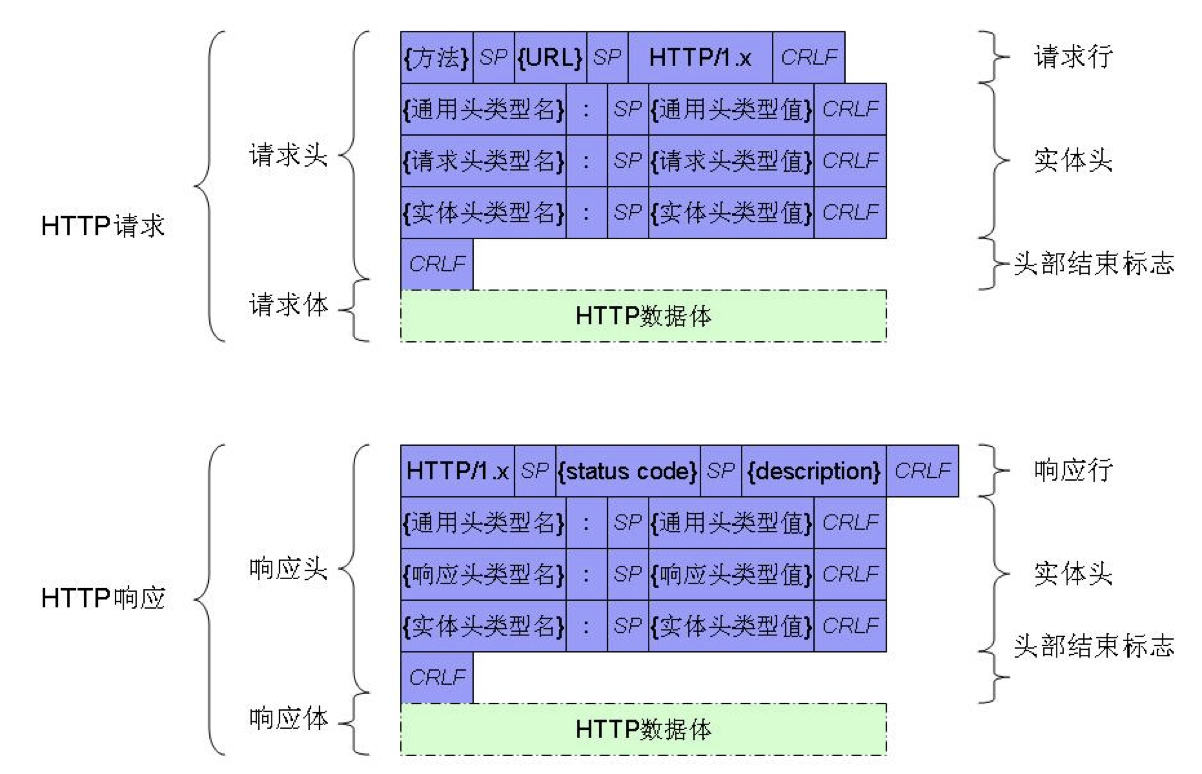 {方法} SP {URL} SP HTTP/1.x CRLF 请求行
{通用头类型名} : SP {通用头类型值} CRLF
请求头 {请求头类型名} : SP {请求头类型值} CRLF 实体头
{实体头类型名} : SP {实体头类型值} CRLF
HTTP请求
CRLF 头部结束标志
请求体 HTTP数据体
HTTP/1.x SP {status code} SP {description} CRLF 响应行
{通用头类型名} : SP {通用头类型值} CRLF
响应头 {响应头类型名} : SP {响应头类型值} CRLF 实体头
HTTP响应
{实体头类型名} : SP {实体头类型值} CRLF
头部结束标志
CRLF
响应体 HTTP数据体